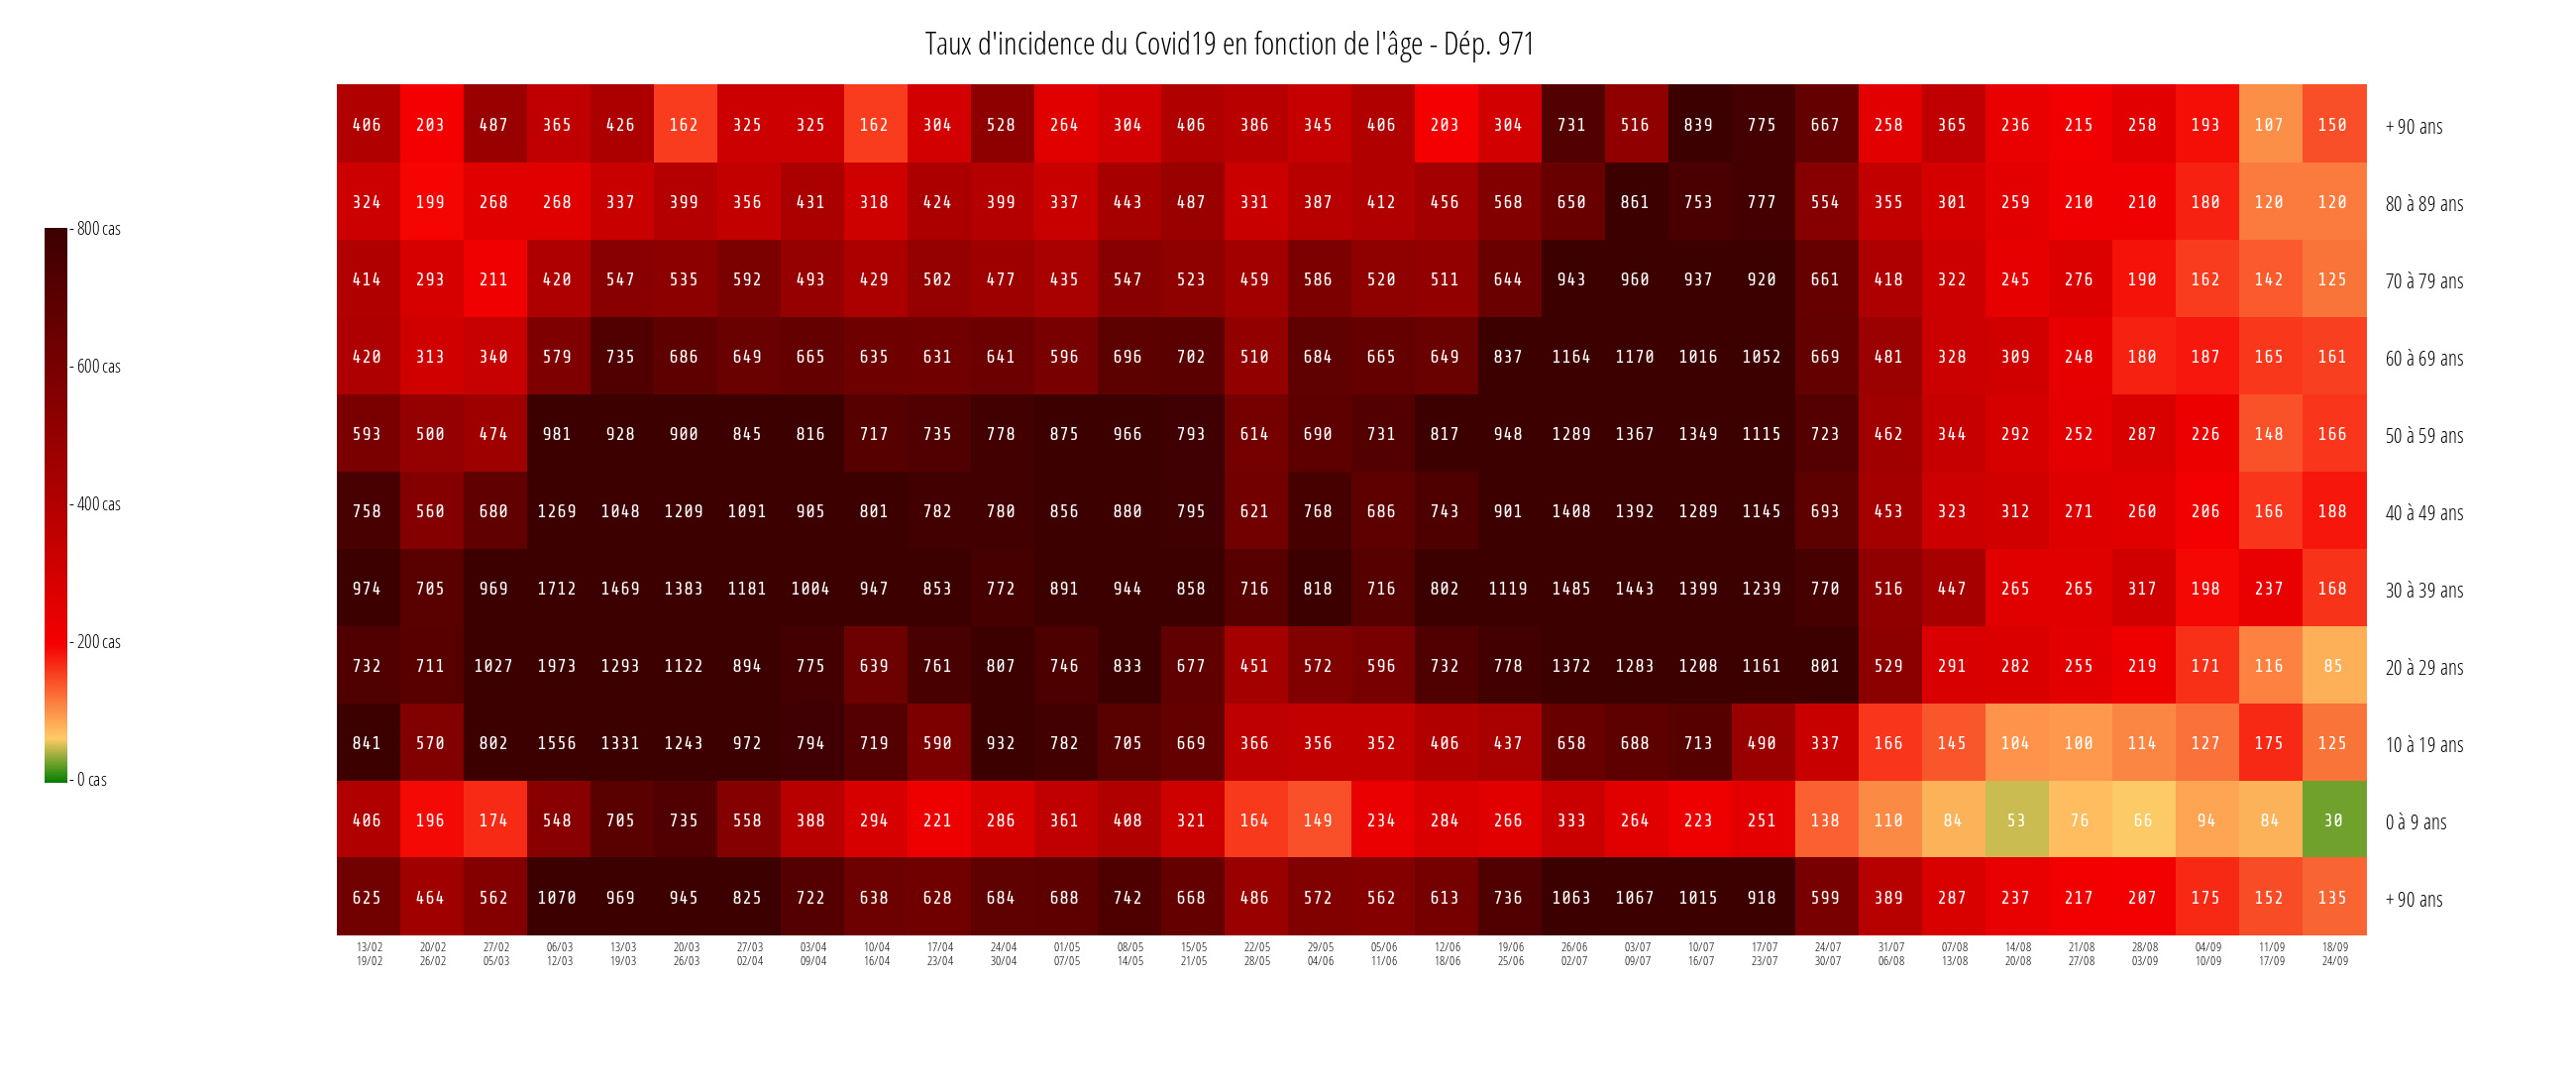 Taux d'incidence du Covid19 en fonction de l'âge - Dép. 971
406 203 487 365 426 162 325 325 162 304 528 264 304 406 386 345 406 203 304 731 516 839 775 667 258 365 236 215 258 193 107 150 + 90 ans
324 199 268 268 337 399 356 431 318 424 399 337 443 487 331 387 412 456 568 650 861 753 777 554 355 301 259 210 210 180 120 120 80 à 89 ans
- 800 cas
414 293 211 420 547 535 592 493 429 502 477 435 547 523 459 586 520 511 644 943 960 937 920 661 418 322 245 276 190 162 142 125 70 à 79 ans
420 313 340 579 735 686 649 665 635 631 641 596 696 702 510 684 665 649 837 1164 1170 1016 1052 669 481 328 309 248 180 187 165 161 60 à 69 ans
- 600 cas
593 500 474 981 928 900 845 816 717 735 778 875 966 793 614 690 731 817 948 1289 1367 1349 1115 723 462 344 292 252 287 226 148 166 50 à 59 ans
- 400 cas
758 560 680 1269 1048 1209 1091 905 801 782 780 856 880 795 621 768 686 743 901 1408 1392 1289 1145 693 453 323 312 271 260 206 166 188 40 à 49 ans
974 705 969 1712 1469 1383 1181 1004 947 853 772 891 944 858 716 818 716 802 1119 1485 1443 1399 1239 770 516 447 265 265 317 198 237 168 30 à 39 ans
- 200 cas
732 711 1027 1973 1293 1122 894 775 639 761 807 746 833 677 451 572 596 732 778 1372 1283 1208 1161 801 529 291 282 255 219 171 116 85 20 à 29 ans
841 570 802 1556 1331 1243 972 794 719 590 932 782 705 669 366 356 352 406 437 658 688 713 490 337 166 145 104 100 114 127 175 125 10 à 19 ans
- 0 cas
406 196 174 548 705 735 558 388 294 221 286 361 408 321 164 149 234 284 266 333 264 223 251 138 110 84 53 76 66 94 84 30 0 à 9 ans
625 464 562 1070 969 945 825 722 638 628 684 688 742 668 486 572 562 613 736 1063 1067 1015 918 599 389 287 237 217 207 175 152 135 + 90 ans
13/02 20/02 27/02 06/03 13/03 20/03 27/03 03/04 10/04 17/04 24/04 01/05 08/05 15/05 22/05 29/05 05/06 12/06 19/06 26/06 03/07 10/07 17/07 24/07 31/07 07/08 14/08 21/08 28/08 04/09 11/09 18/09
19/02 26/02 05/03 12/03 19/03 26/03 02/04 09/04 16/04 23/04 30/04 07/05 14/05 21/05 28/05 04/06 11/06 18/06 25/06 02/07 09/07 16/07 23/07 30/07 06/08 13/08 20/08 27/08 03/09 10/09 17/09 24/09